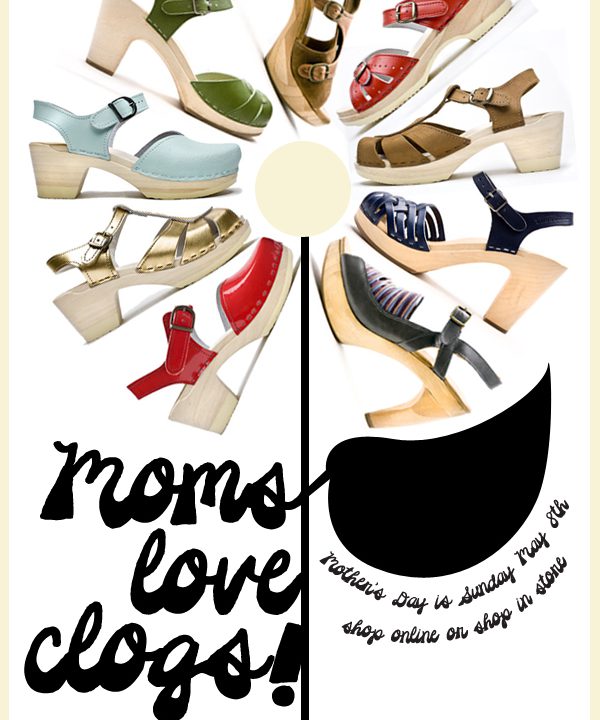 Moms
love
clogs!
Mother's Day is Sunday May 8th
shop online or shop in store